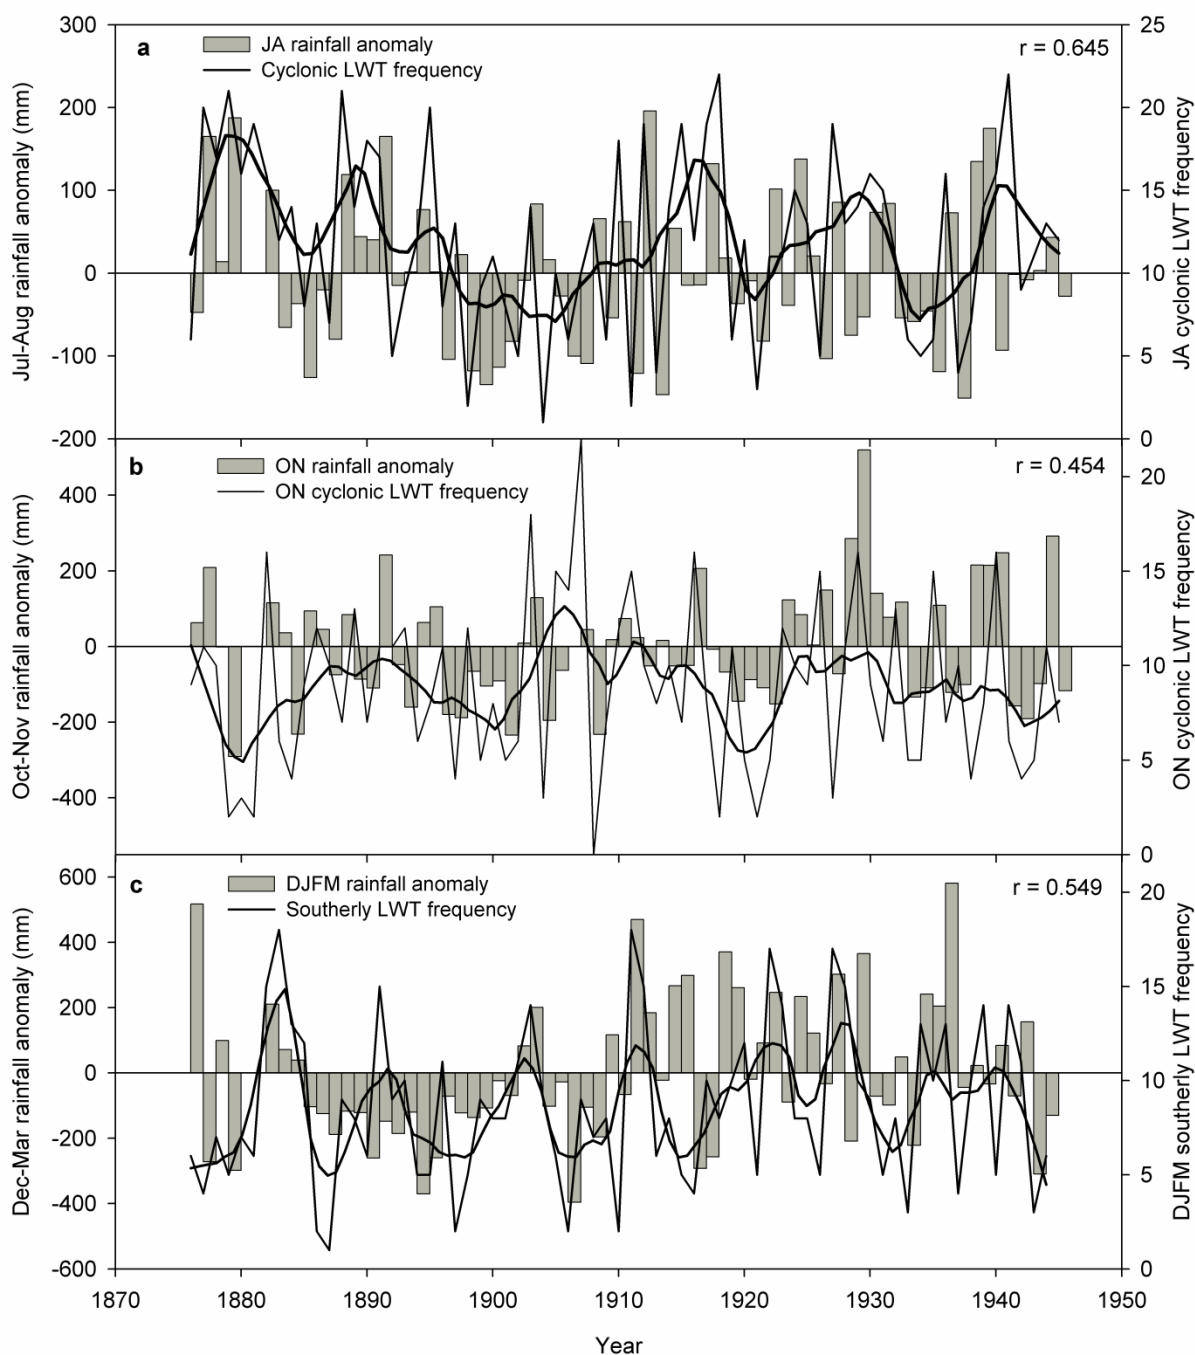 a
JA rainfall anomaly
Cyclonic LWT frequency
r = 0.645
Jul-Aug rainfall anomaly (mm)
300
200
100
0
-100
-200
JA cyclonic LWT frequency
25
20
15
10
5
0
b
ON rainfall anomaly
ON cyclonic LWT frequency
r = 0.454
Oct-Nov rainfall anomaly (mm)
400
200
0
-200
-400
ON cyclonic LWT frequency
20
15
10
5
0
c
DJFM rainfall anomaly
Southerly LWT frequency
r = 0.549
Dec-Mar rainfall anomaly (mm)
600
400
200
0
-200
-400
-600
DJFM southerly LWT frequency
20
15
10
5
0
1870 1880 1890 1900 1910 1920 1930 1940 1950
Year